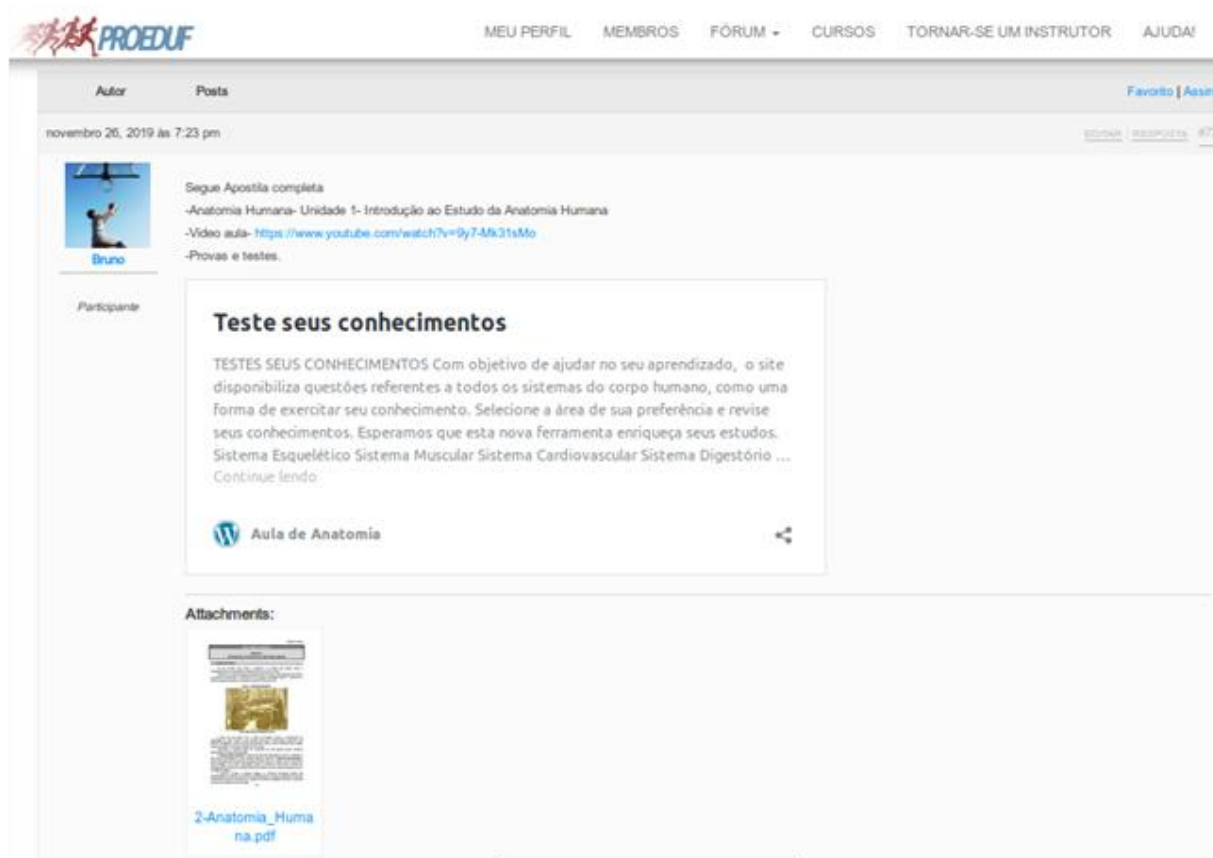 PROEDUF
MEU PERFIL MEMBROS FÓRUM CURSOS TORNAR-SE UM INSTRUTOR AJUDA!
Autor Posts Favorito |
novembro 26, 2019 às 7:23 pm EDITAR | RESPOSTA
Segue Apostila completa
-Anatomia Humana- Unidade 1- Introdução ao Estudo da Anatomia Humana
-Video aula- https://www.youtube.com/watch?v=9y7-Mk31sMo
-Provas e testes.
Bruno
Participante
Teste seus conhecimentos
TESTES SEUS CONHECIMENTOS Com objetivo de ajudar no seu aprendizado, o site
disponibiliza questões referentes a todos os sistemas do corpo humano, como uma
forma de exercitar seu conhecimento. Selecione a área de sua preferência e revise
seus conhecimentos. Esperamos que esta nova ferramenta enriqueça seus estudos.
Sistema Esquelético Sistema Muscular Sistema Cardiovascular Sistema Digestório …
Continue lendo
Aula de Anatomia
Attachments:
2-Anatomia_Huma
na.pdf